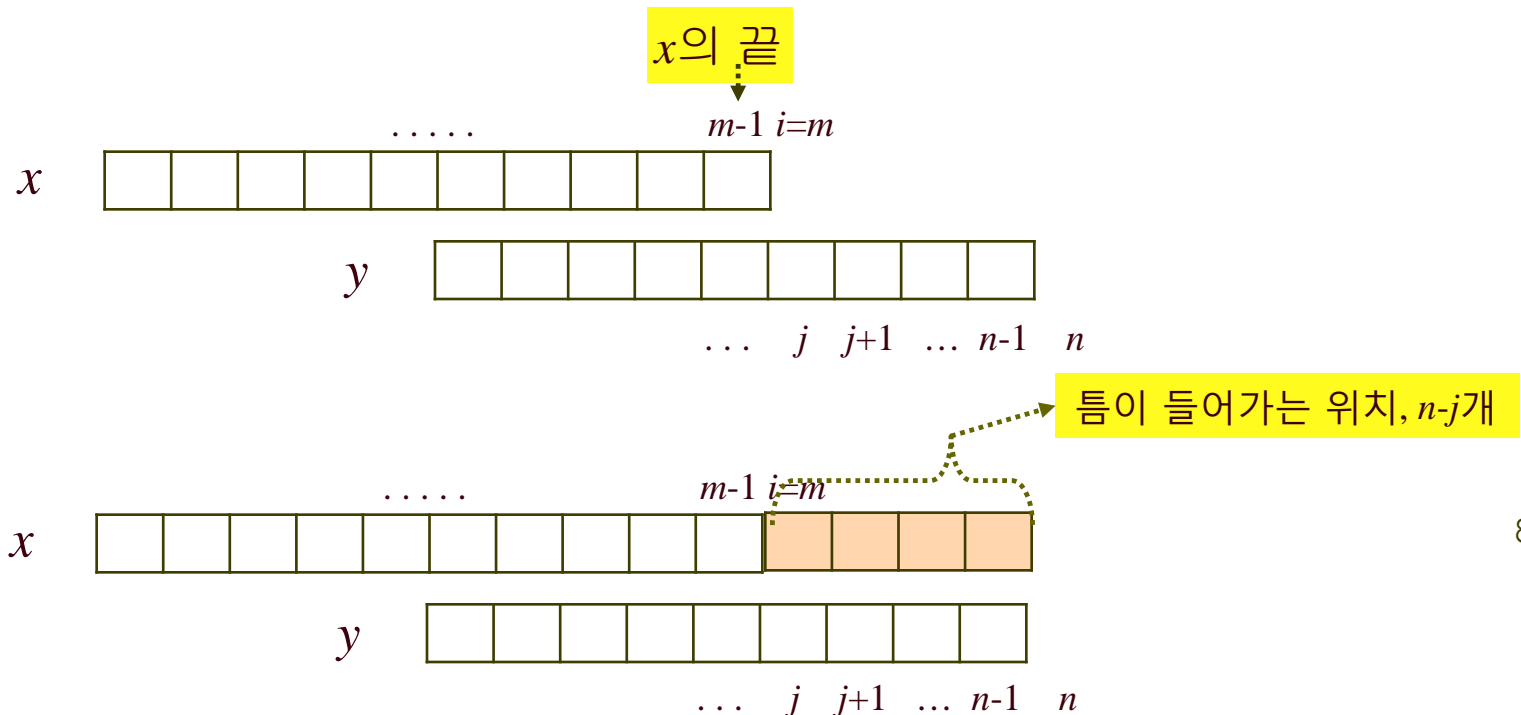 x의 끝
. . . . . m-1 i=m
x
y
. . . j j+1 … n-1 n
틈이 들어가는 위치, n-j개
. . . . . m-1 i=m
x
y
. . . j j+1 … n-1 n